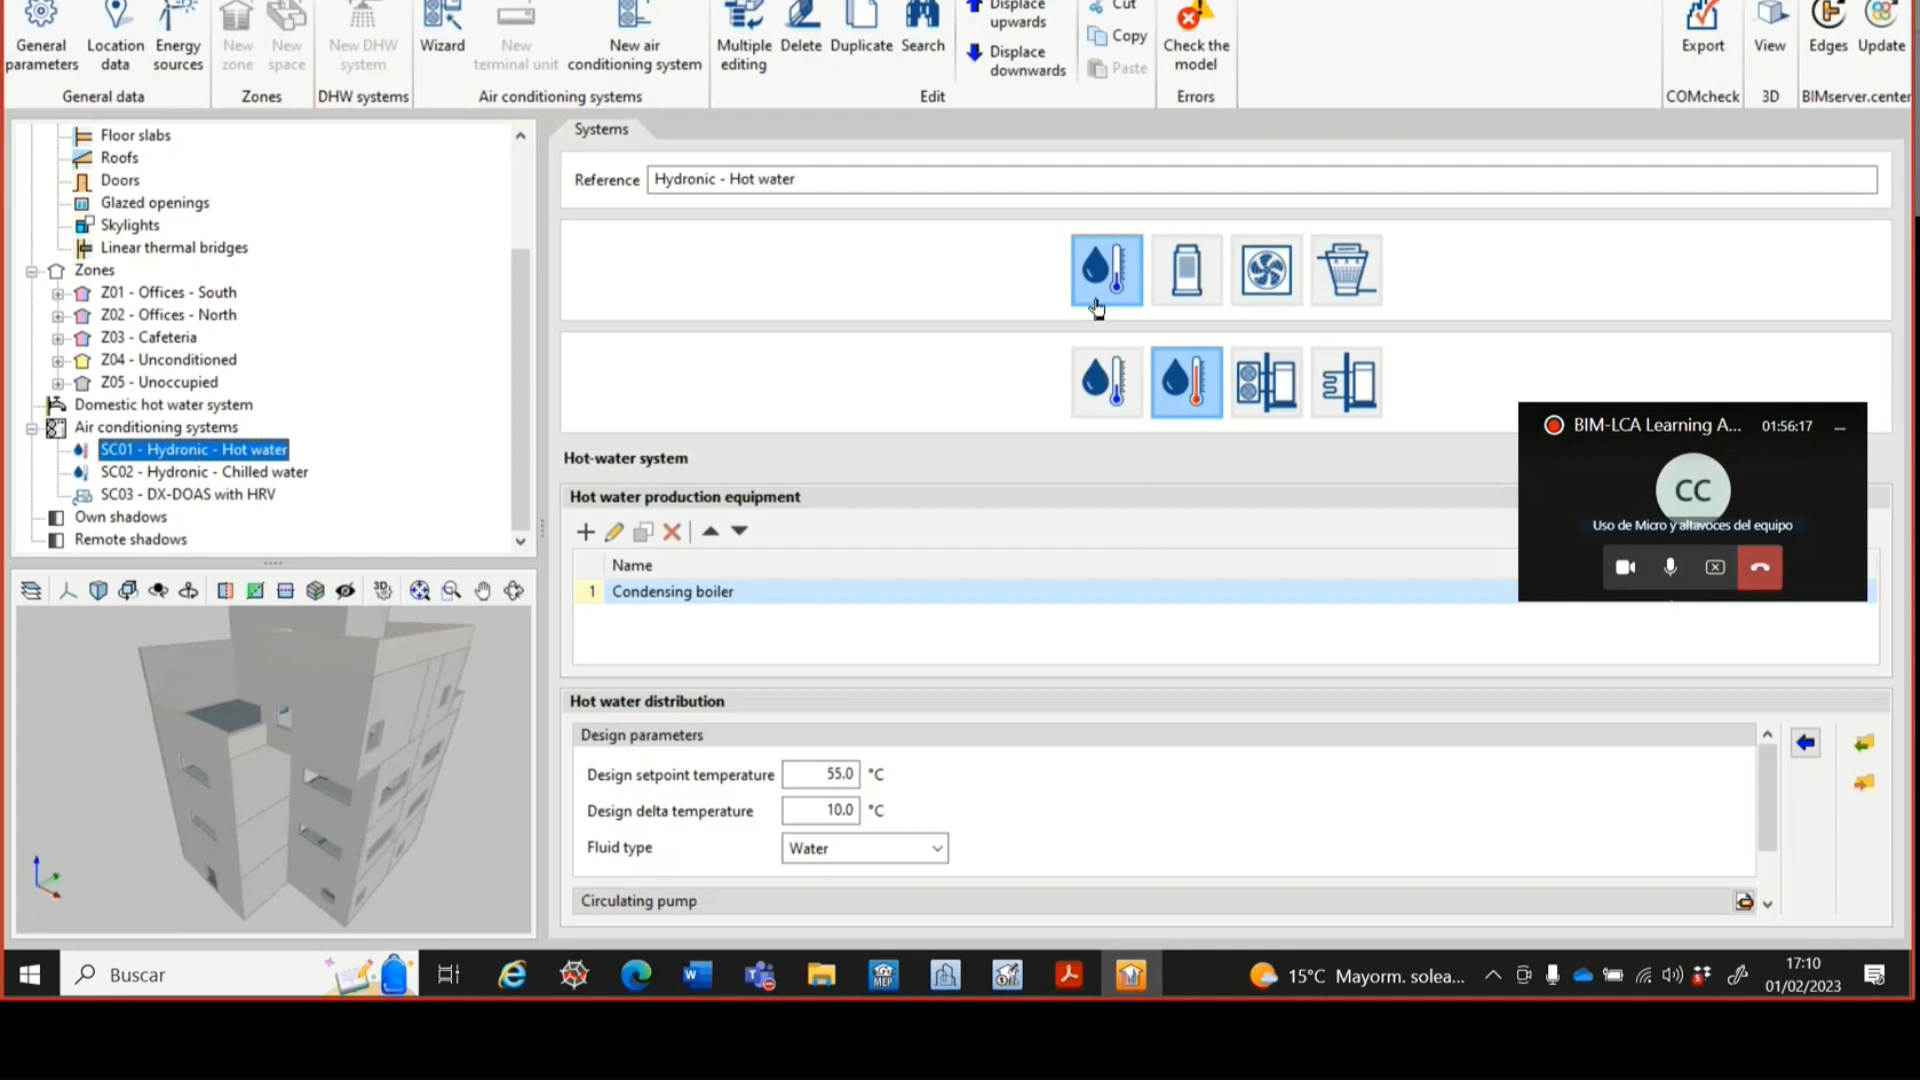 General parameters
Location data
Energy sources
New zone
New space
New DHW system
Wizard
New terminal unit
New air conditioning system
Multiple editing
Delete
Duplicate
Search
Displace upwards
Displace downwards
Cut
Copy
Paste
Check the model
Export
View
Edges
Update
General data
Zones
DHW systems
Air conditioning systems
Edit
Errors
COMcheck
3D
BIMserver.center
Floor slabs
Roofs
Doors
Glazed openings
Skylights
Linear thermal bridges
Zones
Z01 - Offices - South
Z02 - Offices - North
Z03 - Cafeteria
Z04 - Unconditioned
Z05 - Unoccupied
Domestic hot water system
Air conditioning systems
SC01 - Hydronic - Hot water
SC02 - Hydronic - Chilled water
SC03 - DX-DOAS with HRV
Own shadows
Remote shadows
3D
Systems
Reference Hydronic - Hot water
Hot-water system
Hot water production equipment
Name
1 Condensing boiler
Hot water distribution
Design parameters
Design setpoint temperature 55.0 °C
Design delta temperature 10.0 °C
Fluid type Water
Circulating pump
BIM-LCA Learning A... 01:56:17
CC
Uso de Micro y altavoces del equipo
Buscar
MEP
15°C Mayorm. solea...
17:10
01/02/2023